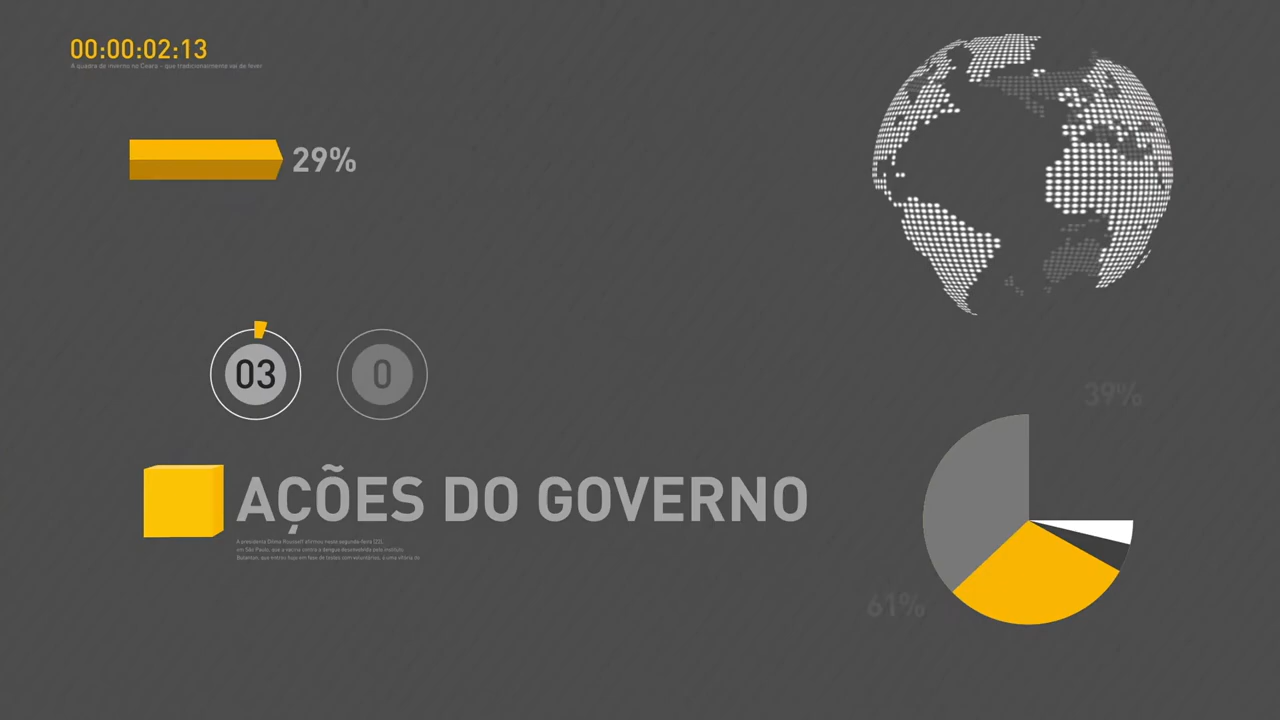 00:00:02:13
A quadra de inverno no Ceara - que tradicionalmente vai de fever
29%
03
0
39%
AÇÕES DO GOVERNO
A presidenta Dilma Rousseff afirmou nesta segunda-feira (22),
em São Paulo, que a vacina contra a dengue desenvolvida pelo Instituto
Butantan, que entrou hoje em fase de testes com voluntários, é uma vitória do
61%